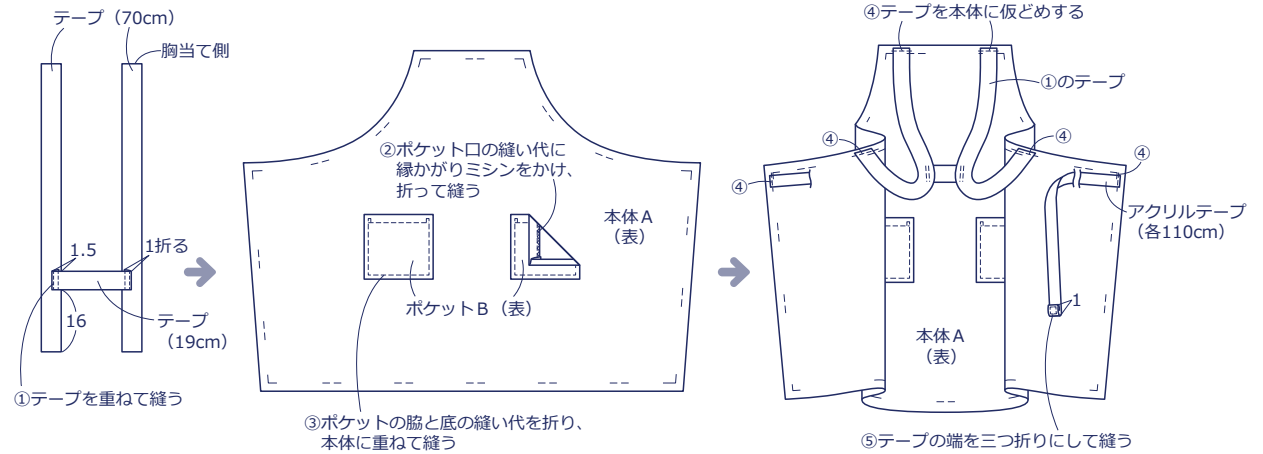 テープ（70cm）
胸当て側
1.5
1折る
16
テープ
（19cm）
①テープを重ねて縫う
②ポケット口の縫い代に
縁かがりミシンをかけ、
折って縫う
本体A
（表）
ポケットB（表）
③ポケットの脇と底の縫い代を折り、
本体に重ねて縫う
④テープを本体に仮どめする
①のテープ
④
④
④
④
アクリルテープ
（各110cm）
1
本体A
（表）
⑤テープの端を三つ折りにして縫う